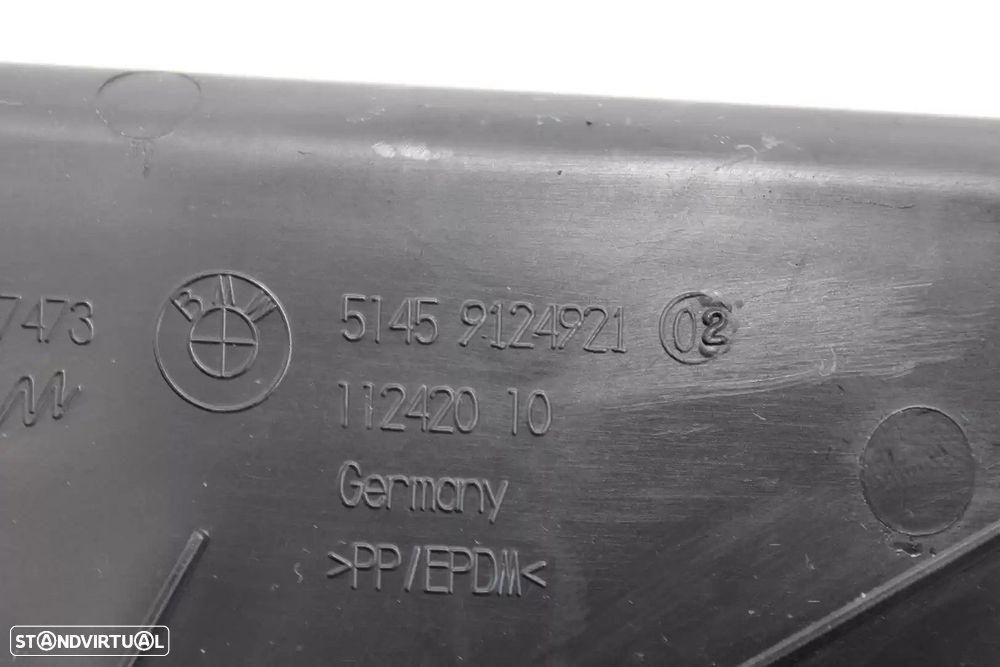 7473
BMW
5145 9124921 02
112420 10
Germany
>PP/EPDM<
STANDVIRTUAL